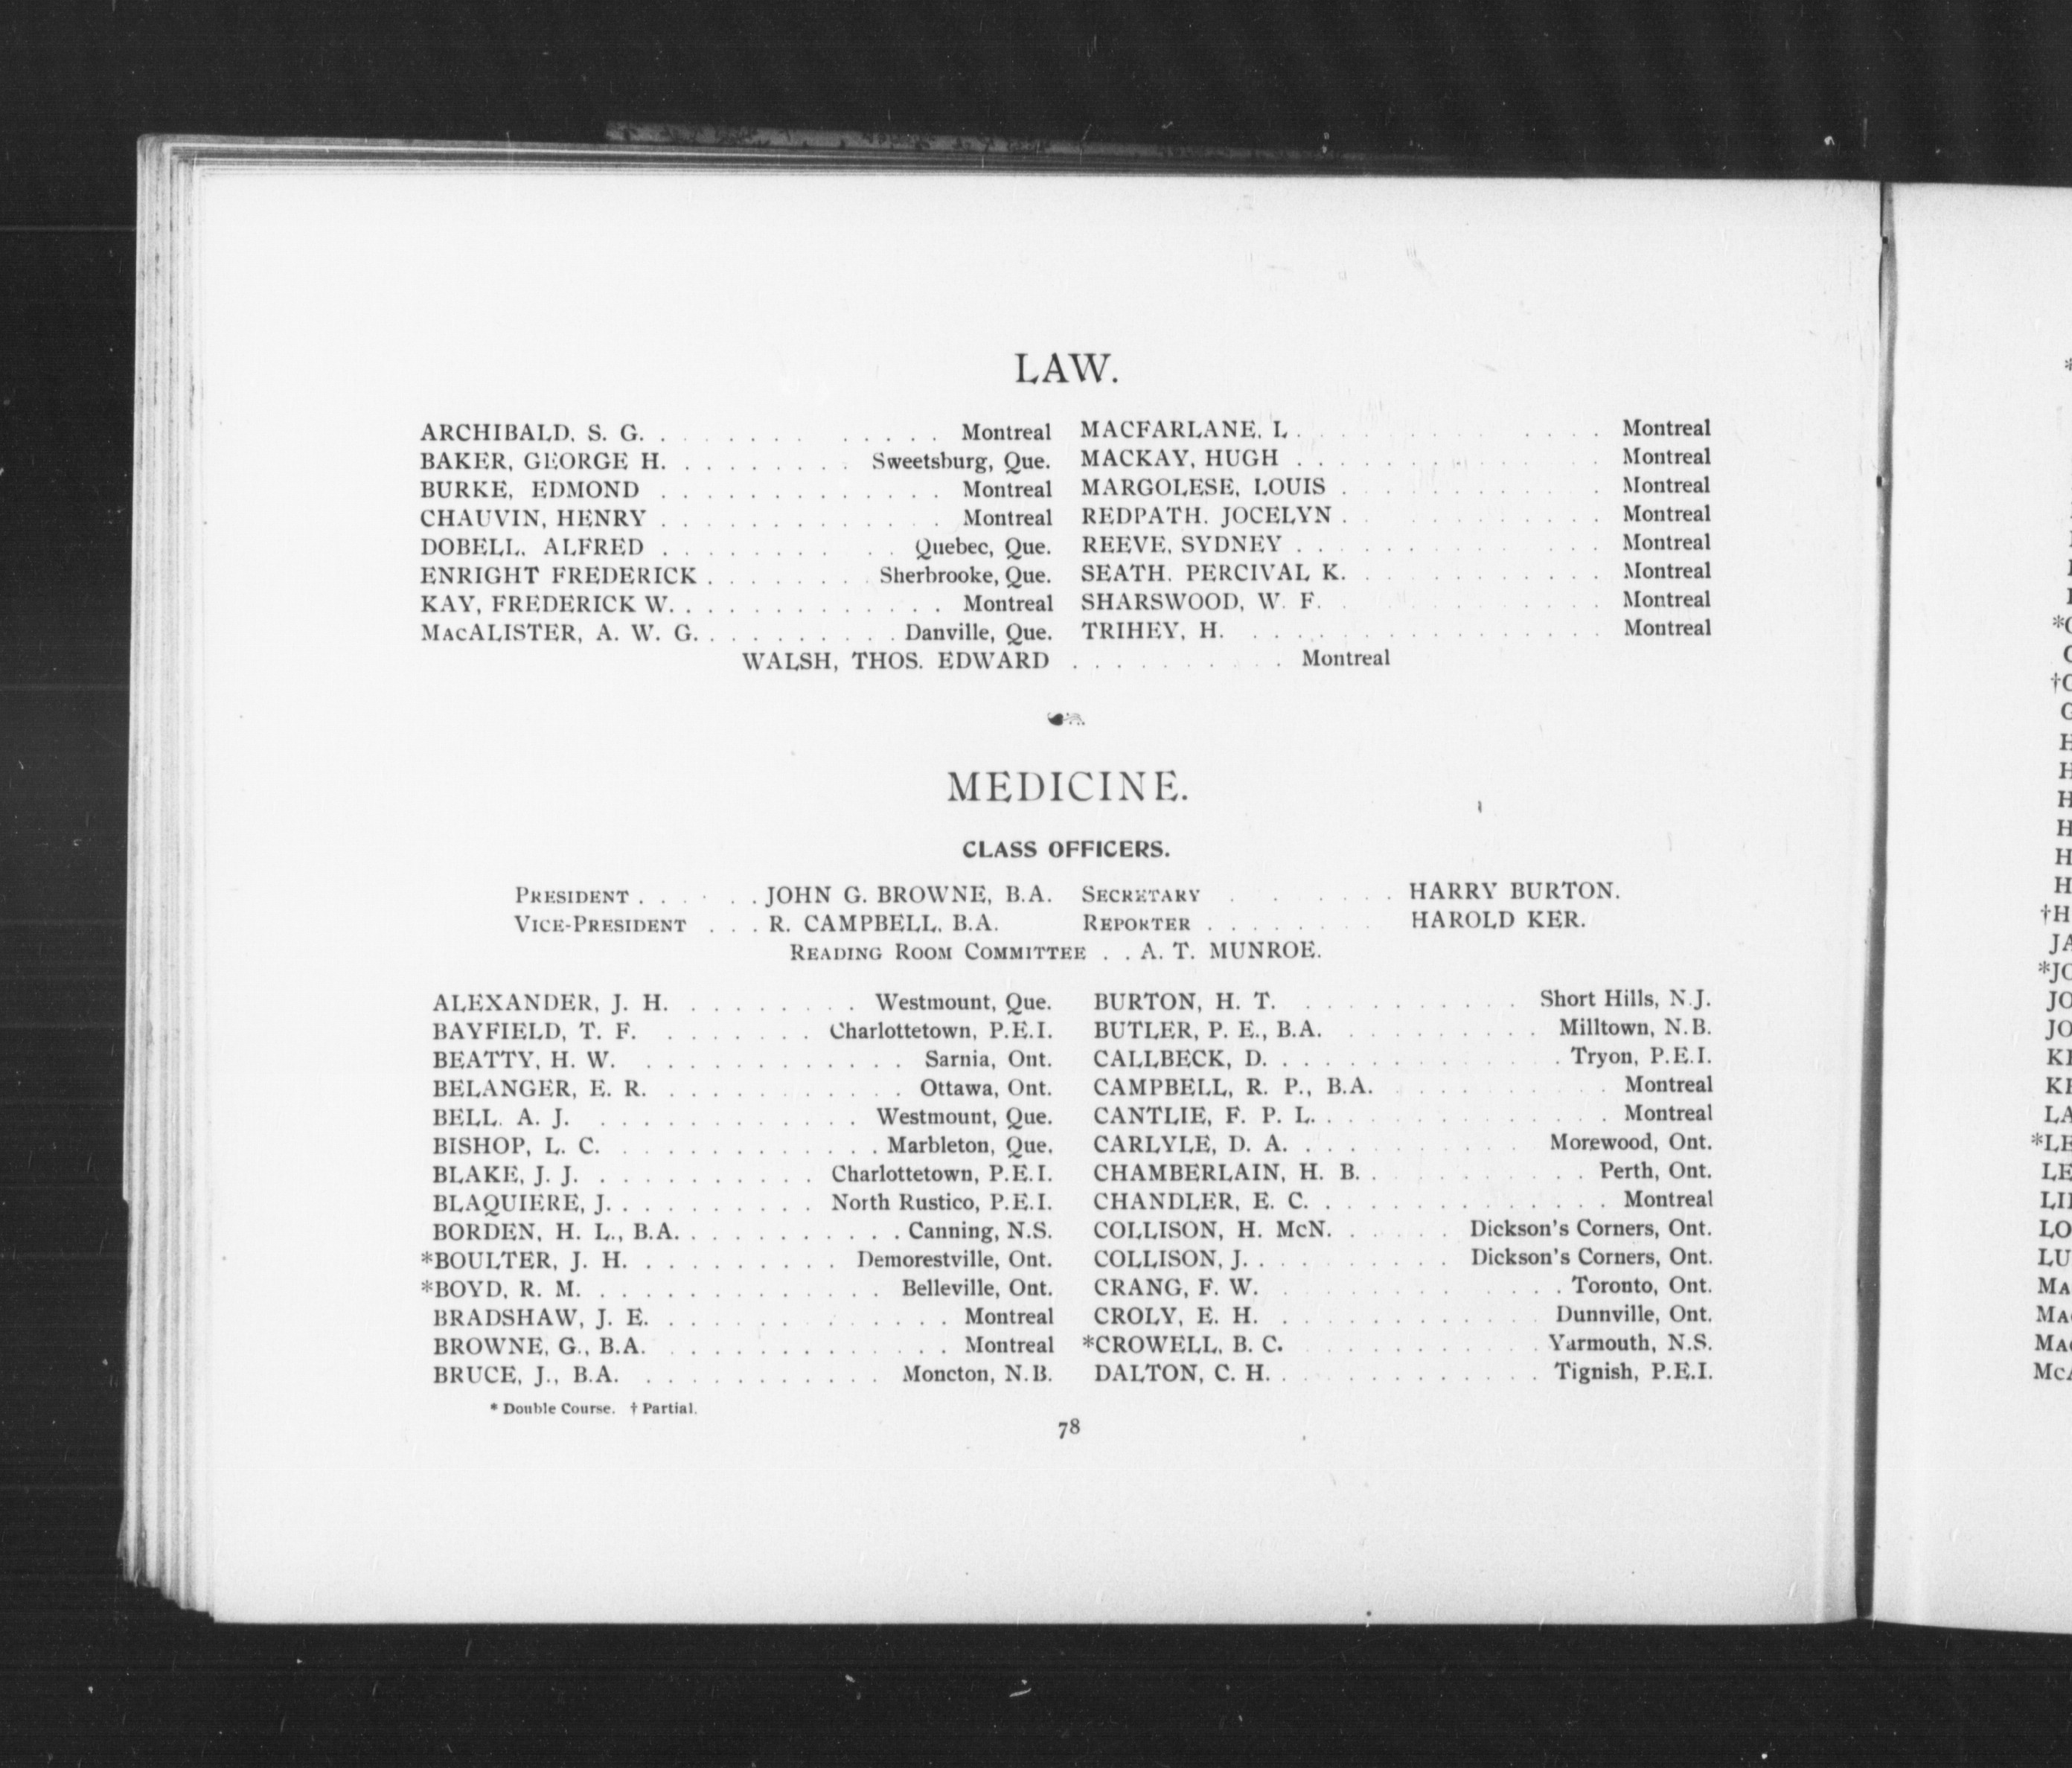 LAW.
ARCHIBALD, S. G. . . . . . . . . . . . . Montreal
BAKER, GEORGE H. . . . . . . . . Sweetsburg, Que.
BURKE, EDMOND . . . . . . . . . . . . . Montreal
CHAUVIN, HENRY . . . . . . . . . . . . . Montreal
DOBELL, ALFRED . . . . . . . . . . Quebec, Que.
ENRIGHT FREDERICK . . . . . . . . Sherbrooke, Que.
KAY, FREDERICK W. . . . . . . . . . . . Montreal
MacALISTER, A. W. G. . . . . . . . . . Danville, Que.
MACFARLANE, L . . . . . . . . . . . . Montreal
MACKAY, HUGH . . . . . . . . . . . . Montreal
MARGOLESE, LOUIS . . . . . . . . . . Montreal
REDPATH, JOCELYN . . . . . . . . . . Montreal
REEVE, SYDNEY . . . . . . . . . . . . Montreal
SEATH, PERCIVAL K. . . . . . . . . . . Montreal
SHARSWOOD, W. F. . . . . . . . . . . . Montreal
TRIHEY, H. . . . . . . . . . . . . . . Montreal
WALSH, THOS. EDWARD . . . . . . . . . . Montreal
MEDICINE.
CLASS OFFICERS.
President . . . . . . JOHN G. BROWNE, B.A.
Vice-President . . . R. CAMPBELL, B.A.
Secretary . . . . . . HARRY BURTON.
Reporter . . . . . . . . HAROLD KER.
Reading Room Committee . . A. T. MUNROE.
ALEXANDER, J. H. . . . . . . . . Westmount, Que.
BAYFIELD, T. F. . . . . . . . Charlottetown, P.E.I.
BEATTY, H. W. . . . . . . . . . . . . Sarnia, Ont.
BELANGER, E. R. . . . . . . . . . . . Ottawa, Ont.
BELL, A. J. . . . . . . . . . . . . Westmount, Que.
BISHOP, L. C. . . . . . . . . . . . . Marbleton, Que.
BLAKE, J. J. . . . . . . . . . . Charlottetown, P.E.I.
BLAQUIERE, J. . . . . . . . . . North Rustico, P.E.I.
BORDEN, H. L., B.A. . . . . . . . . . . Canning, N.S.
*BOULTER, J. H. . . . . . . . . . Demorestville, Ont.
*BOYD, R. M. . . . . . . . . . . . . . Belleville, Ont.
BRADSHAW, J. E. . . . . . . . . . . . . Montreal
BROWNE, G., B.A. . . . . . . . . . . . . Montreal
BRUCE, J., B.A. . . . . . . . . . . . Moncton, N.B.
BURTON, H. T. . . . . . . . . . . Short Hills, N.J.
BUTLER, P. E., B.A. . . . . . . . . . Milltown, N.B.
CALLBECK, D. . . . . . . . . . . . . . Tryon, P.E.I.
CAMPBELL, R. P., B.A. . . . . . . . . . Montreal
CANTLIE, F. P. L. . . . . . . . . . . . . Montreal
CARLYLE, D. A. . . . . . . . . . . Morewood, Ont.
CHAMBERLAIN, H. B. . . . . . . . . . . Perth, Ont.
CHANDLER, E. C. . . . . . . . . . . . . Montreal
COLLISON, H. McN. . . . . . . Dickson's Corners, Ont.
COLLISON, J. . . . . . . . . . Dickson's Corners, Ont.
CRANG, F. W. . . . . . . . . . . . . . Toronto, Ont.
CROLY, E. H. . . . . . . . . . . . . . Dunnville, Ont.
*CROWELL, B. C. . . . . . . . . . . . . Yarmouth, N.S.
DALTON, C. H. . . . . . . . . . . . . . Tignish, P.E.I.
* Double Course. † Partial.
78